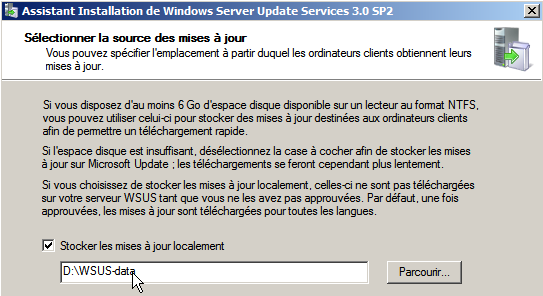 Assistant Installation de Windows Server Update Services 3.0 SP2
Sélectionner la source des mises à jour
Vous pouvez spécifier l'emplacement à partir duquel les ordinateurs clients obtiennent leurs
mises à jour.
Si vous disposez d'au moins 6 Go d'espace disque disponible sur un lecteur au format NTFS,
vous pouvez utiliser celui-ci pour stocker des mises à jour destinées aux ordinateurs clients
afin de permettre un téléchargement rapide.
Si l'espace disque est insuffisant, désélectionnez la case à cocher afin de stocker les mises
à jour sur Microsoft Update ; les téléchargements se feront cependant plus lentement.
Si vous choisissez de stocker les mises à jour localement, celles-ci ne sont pas téléchargées
sur votre serveur WSUS tant que vous ne les avez pas approuvées. Par défaut, une fois
approuvées, les mises à jour sont téléchargées pour toutes les langues.
Stocker les mises à jour localement
D:\WSUS-data
Parcourir...